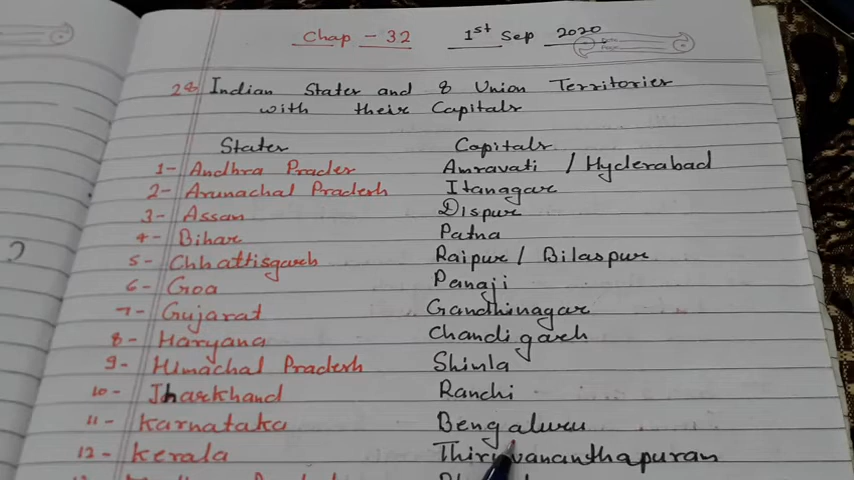 Chap - 32 1st Sep 2020
28 Indian States and 8 Union Territories
with their Capitals
States Capitals
1- Andhra Prades Amravati / Hyderabad
2- Arunachal Pradesh Itanagar
3- Assam Dispur
4- Bihar Patna
5- Chhattisgarh Raipur / Bilaspur
6- Goa Panaji
7- Gujarat Gandhinagar
8- Haryana Chandigarh
9- Himachal Pradesh Shimla
10- Jharkhand Ranchi
11- Karnataka Bengaluru
12- Kerala Thiruvananthapuram